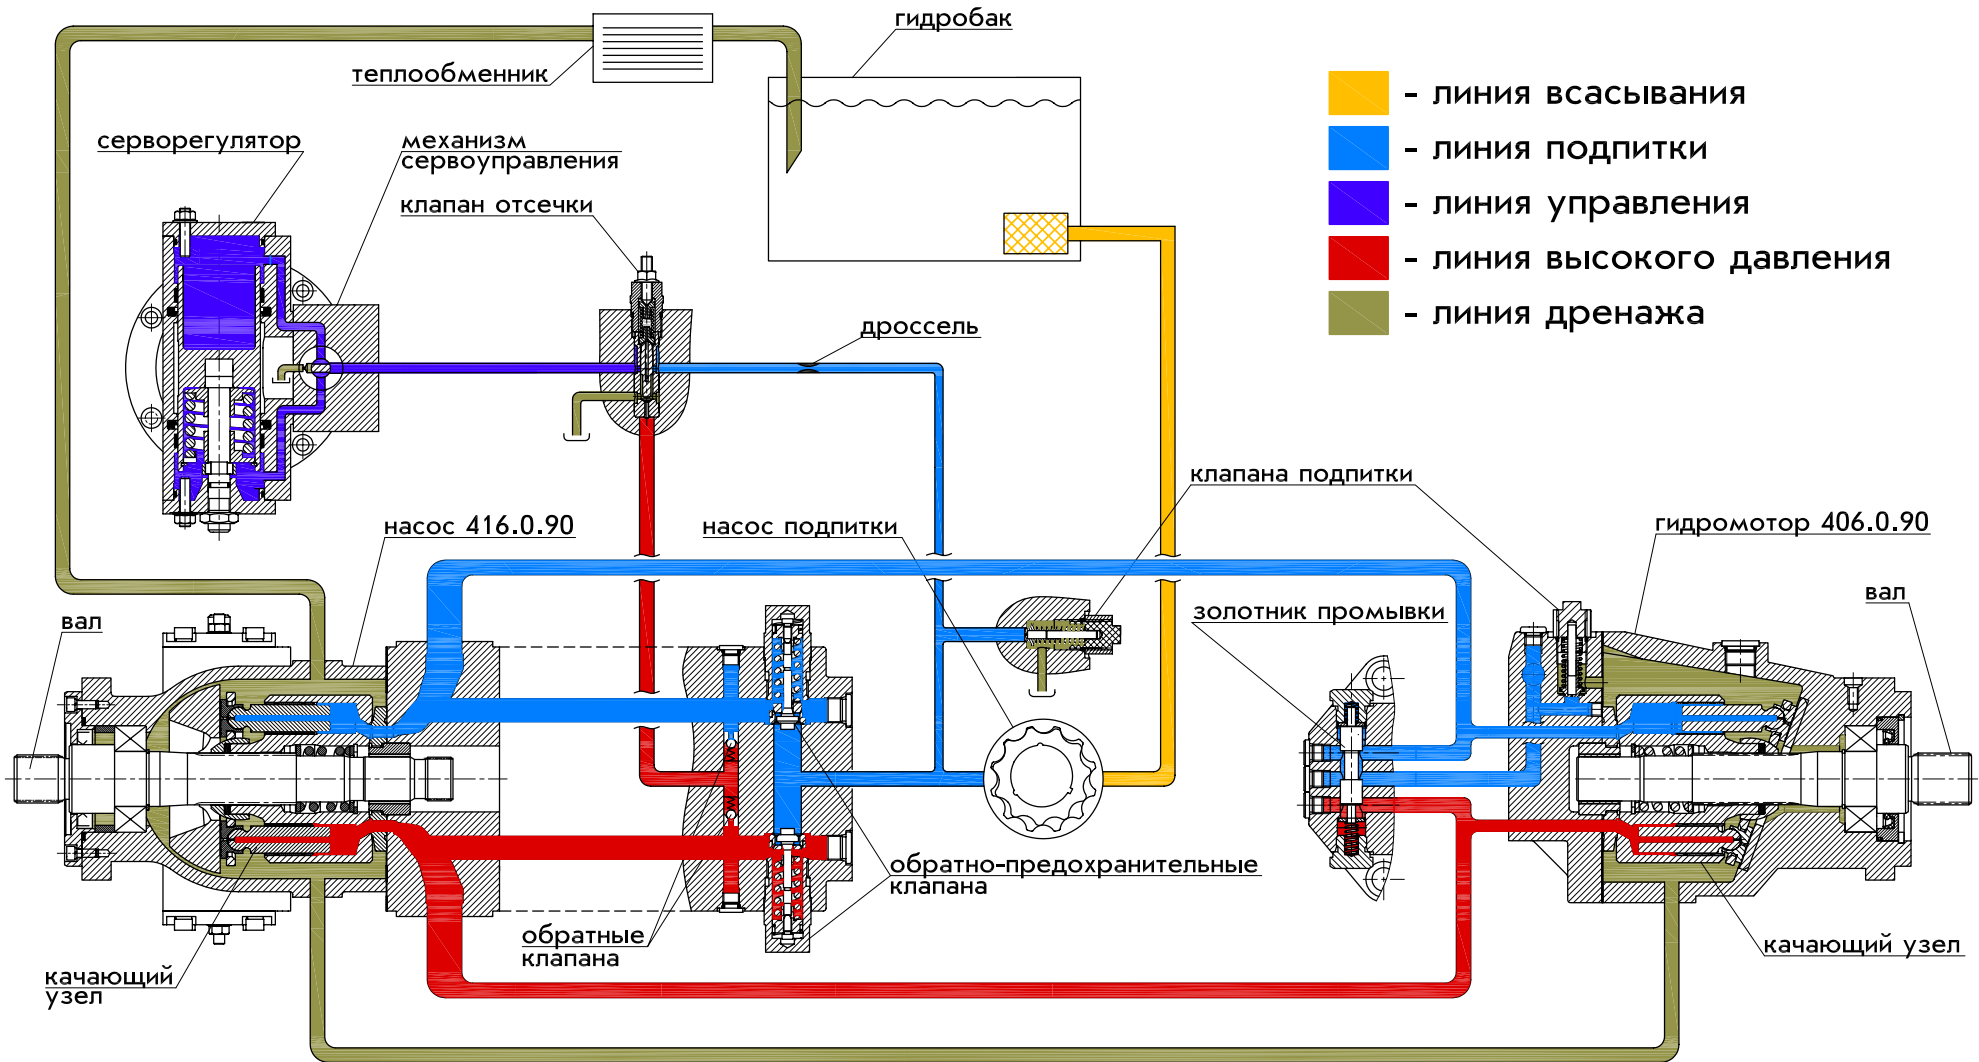 гидробак
теплообменник
- линия всасывания
- линия подпитки
- линия управления
- линия высокого давления
- линия дренажа
серворегулятор
механизм
сервоуправления
клапан отсечки
дроссель
клапана подпитки
насос 416.0.90
насос подпитки
гидромотор 406.0.90
вал
золотник промывки
вал
обратно-предохранительные
клапана
обратные
клапана
качающий
узел
качающий узел